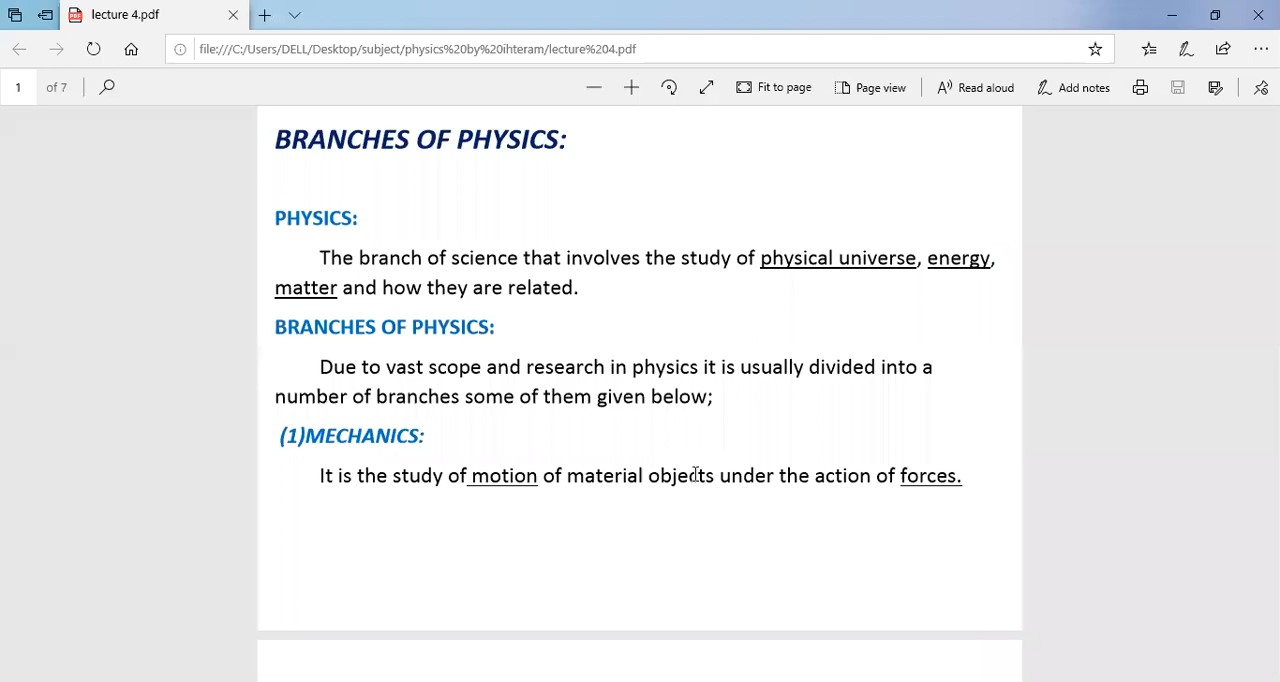 lecture 4.pdf
file:///C:/Users/DELL/Desktop/subject/physics%20by%20ihteram/lecture%204.pdf
1 of 7 Fit to page Page view Read aloud Add notes
BRANCHES OF PHYSICS:
PHYSICS:
The branch of science that involves the study of physical universe, energy,
matter and how they are related.
BRANCHES OF PHYSICS:
Due to vast scope and research in physics it is usually divided into a
number of branches some of them given below;
(1)MECHANICS:
It is the study of motion of material objects under the action of forces.